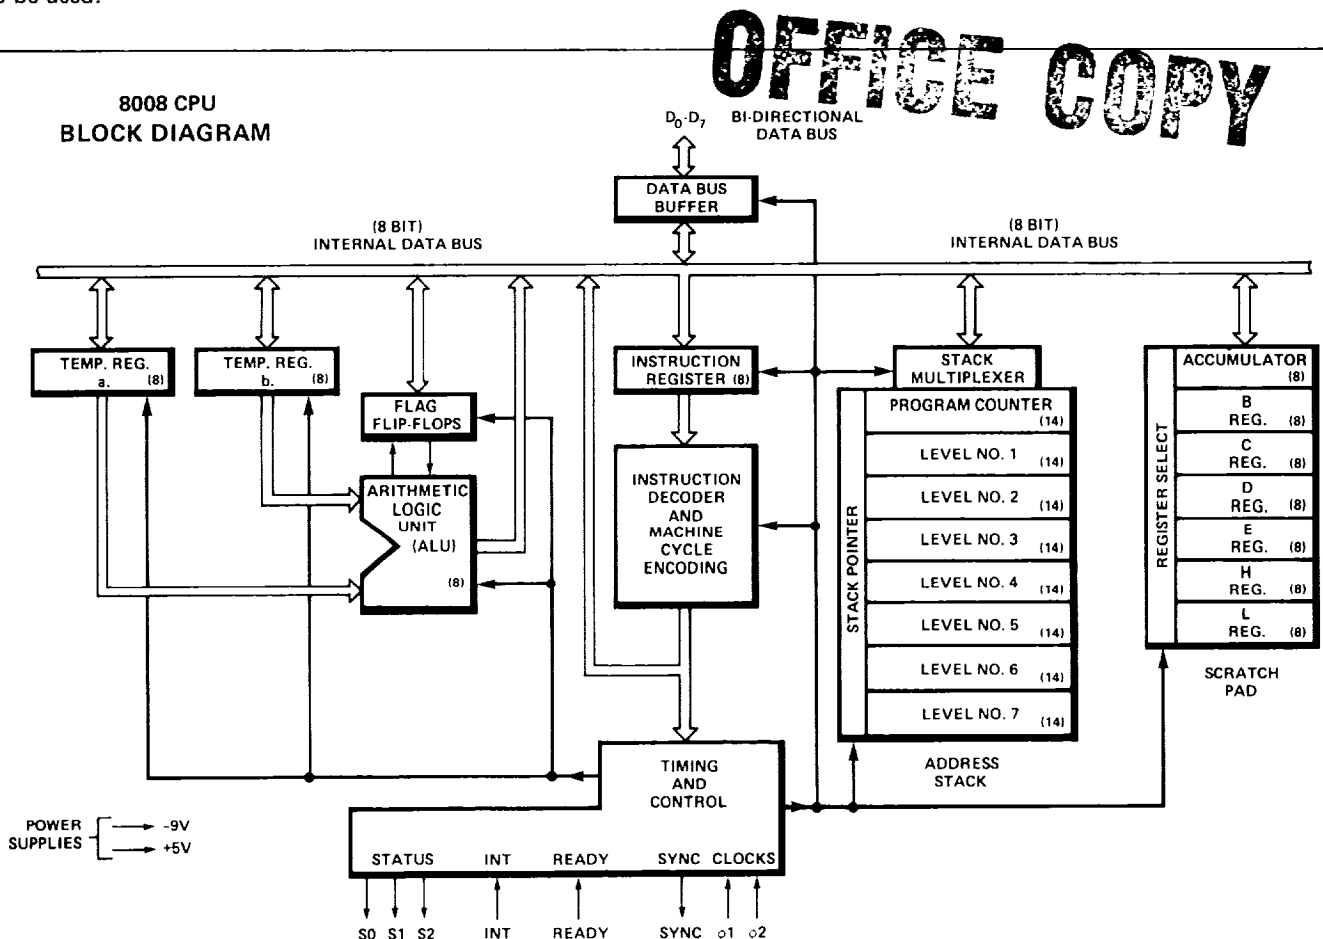 OFFICE COPY
8008 CPU
BLOCK DIAGRAM
D0-D7
BI-DIRECTIONAL
DATA BUS
DATA BUS
BUFFER
(8 BIT)
INTERNAL DATA BUS
(8 BIT)
INTERNAL DATA BUS
TEMP. REG.
a. (8)
TEMP. REG.
b. (8)
FLAG
FLIP-FLOPS
ARITHMETIC
LOGIC
UNIT
(ALU)
(8)
INSTRUCTION
REGISTER (8)
INSTRUCTION
DECODER
AND
MACHINE
CYCLE
ENCODING
STACK
MULTIPLEXER
STACK POINTER
PROGRAM COUNTER
(14)
LEVEL NO. 1 (14)
LEVEL NO. 2 (14)
LEVEL NO. 3 (14)
LEVEL NO. 4 (14)
LEVEL NO. 5 (14)
LEVEL NO. 6 (14)
LEVEL NO. 7 (14)
ADDRESS
STACK
REGISTER SELECT
ACCUMULATOR
(8)
B
REG. (8)
C
REG. (8)
D
REG. (8)
E
REG. (8)
H
REG. (8)
L
REG. (8)
SCRATCH
PAD
TIMING
AND
CONTROL
POWER
SUPPLIES
-9V
+5V
STATUS INT READY SYNC CLOCKS
S0 S1 S2 INT READY SYNC ϕ1 ϕ2